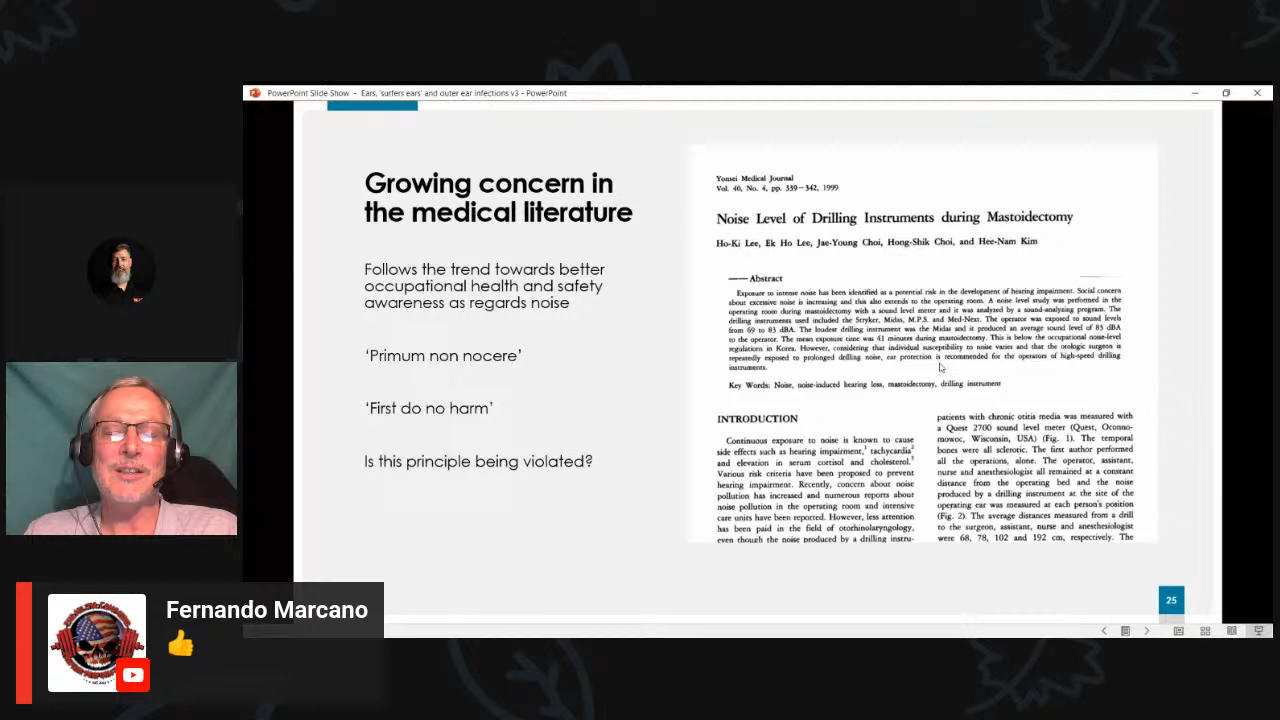 PowerPoint Slide Show - Ears, 'surfers ears' and outer ear infections v3 - PowerPoint
Growing concern in
the medical literature
Follows the trend towards better
occupational health and safety
awareness as regards noise
'Primum non nocere'
'First do no harm'
Is this principle being violated?
Yonsei Medical Journal
Vol. 40, No. 4, pp. 339-342, 1999
Noise Level of Drilling Instruments during Mastoidectomy
Ho-Ki Lee, Ek Ho Lee, Jae-Young Choi, Hong-Shik Choi, and Hee-Nam Kim
Abstract
Exposure to intense noise has been identified as a potential risk in the development of hearing impairment. Social concern
about excessive noise is increasing and this also extends to the operating room. A noise level study was performed in the
operating room during mastoidectomy with a sound level meter and it was analyzed by a sound-analyzing program. The
drilling instruments used included the Stryker, Midas, M.P.S. and Med-Next. The operator was exposed to sound levels
from 69 to 83 dBA. The loudest drilling instrument was the Midas and it produced an average sound level of 83 dBA
to the operator. The mean exposure time was 41 minutes during mastoidectomy. This is below the occupational noise-level
regulations in Korea. However, considering that individual susceptibility to noise varies and that the otologic surgeon is
repeatedly exposed to prolonged drilling noise, ear protection is recommended for the operators of high-speed drilling
instruments.
Key Words: Noise, noise-induced hearing loss, mastoidectomy, drilling instrument
INTRODUCTION
Continuous exposure to noise is known to cause
side effects such as hearing impairment,1 tachycardia2
and elevation in serum cortisol and cholesterol.3
Various risk criteria have been proposed to prevent
hearing impairment. Recently, concern about noise
pollution has increased and numerous reports about
noise pollution in the operating room and intensive
care units have been reported. However, less attention
has been paid in the field of otorhinolaryngology,
even though the noise produced by a drilling instru-
patients with chronic otitis media was measured with
a Quest 2700 sound level meter (Quest, Oconno-
mowoc, Wisconsin, USA) (Fig. 1). The temporal
bones were all sclerotic. The first author performed
all the operations, alone. The operator, assistant,
nurse and anesthesiologist all remained at a constant
distance from the operating bed and the noise
produced by a drilling instrument at the site of the
operating ear was measured at each person's position
(Fig. 2). The average distances measured from a drill
to the surgeon, assistant, nurse and anesthesiologist
were 68, 78, 102 and 192 cm, respectively. The
25
Fernando Marcano
👍